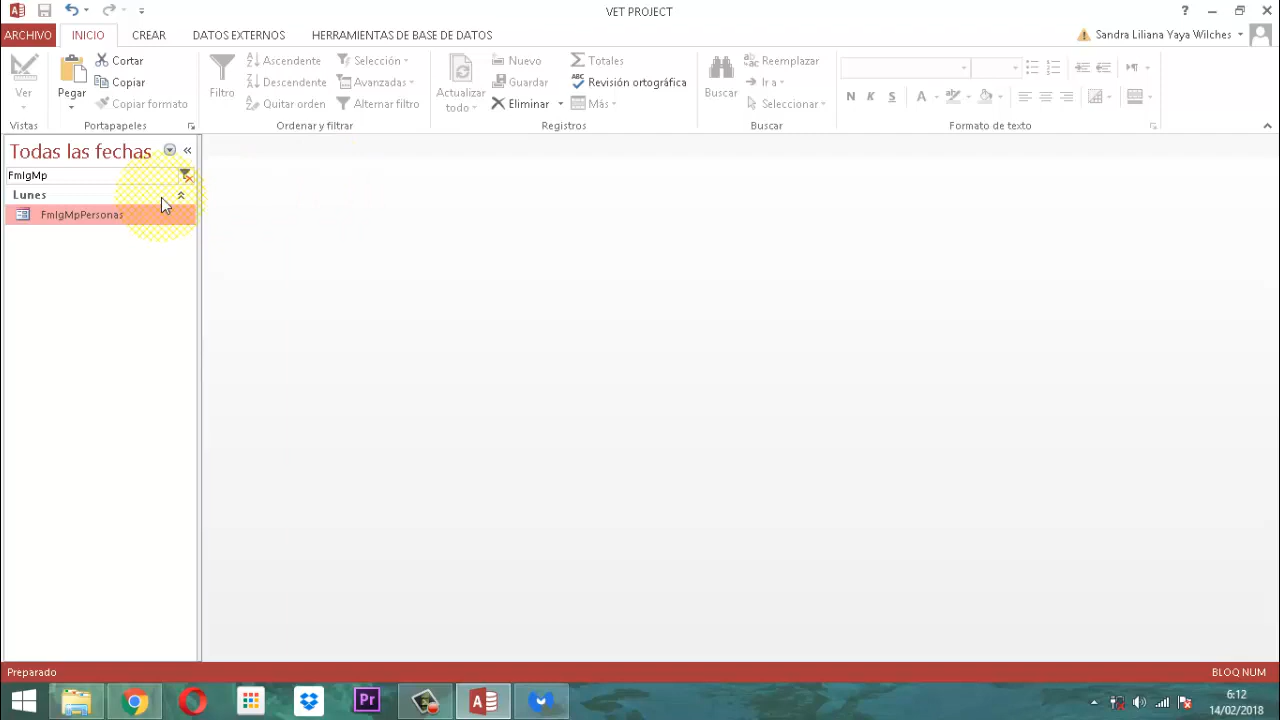 VET PROJECT
ARCHIVO INICIO CREAR DATOS EXTERNOS HERRAMIENTAS DE BASE DE DATOS Sandra Liliana Yaya Wilches
Ver
Vistas
Pegar
Cortar
Copiar
Copiar formato
Portapapeles
Filtro
Ascendente
Descendente
Quitar orden
Selección
Avanzadas
Alternar filtro
Ordenar y filtrar
Actualizar todo
Nuevo
Guardar
Eliminar
Totales
Revisión ortográfica
Más
Registros
Buscar
Reemplazar
Ir a
Seleccionar
Buscar
N K S A
Formato de texto
Todas las fechas
FmIgMp
Lunes
FmIgMpPersonas
Preparado
BLOQ NUM
Pr
6:12
14/02/2018